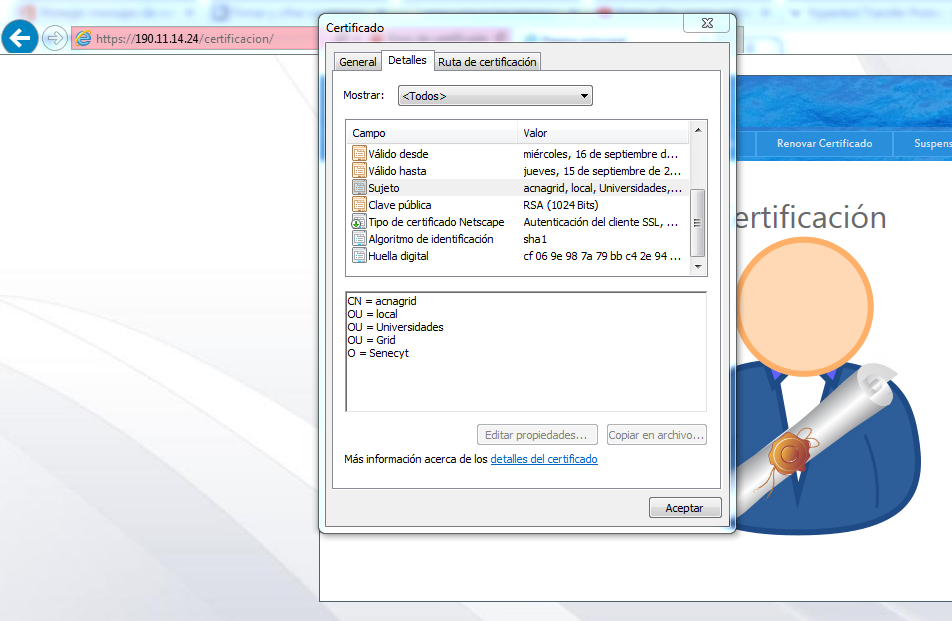 Certificado
https://190.11.14.24/certificacion/
General Detalles Ruta de certificación
Mostrar: <Todos>
Renovar Certificado Suspens
Campo Valor
Válido desde miércoles, 16 de septiembre d...
Válido hasta jueves, 15 de septiembre de 2...
Sujeto acnagrid, local, Universidades,...
Clave pública RSA (1024 Bits)
Tipo de certificado Netscape Autenticación del cliente SSL, ...
Algoritmo de identificación sha1
Huella digital cf 06 9e 98 7a 79 bb c4 2e 94 ...
ertificación
CN = acnagrid
OU = local
OU = Universidades
OU = Grid
O = Senecyt
Editar propiedades... Copiar en archivo...
Más información acerca de los detalles del certificado
Aceptar